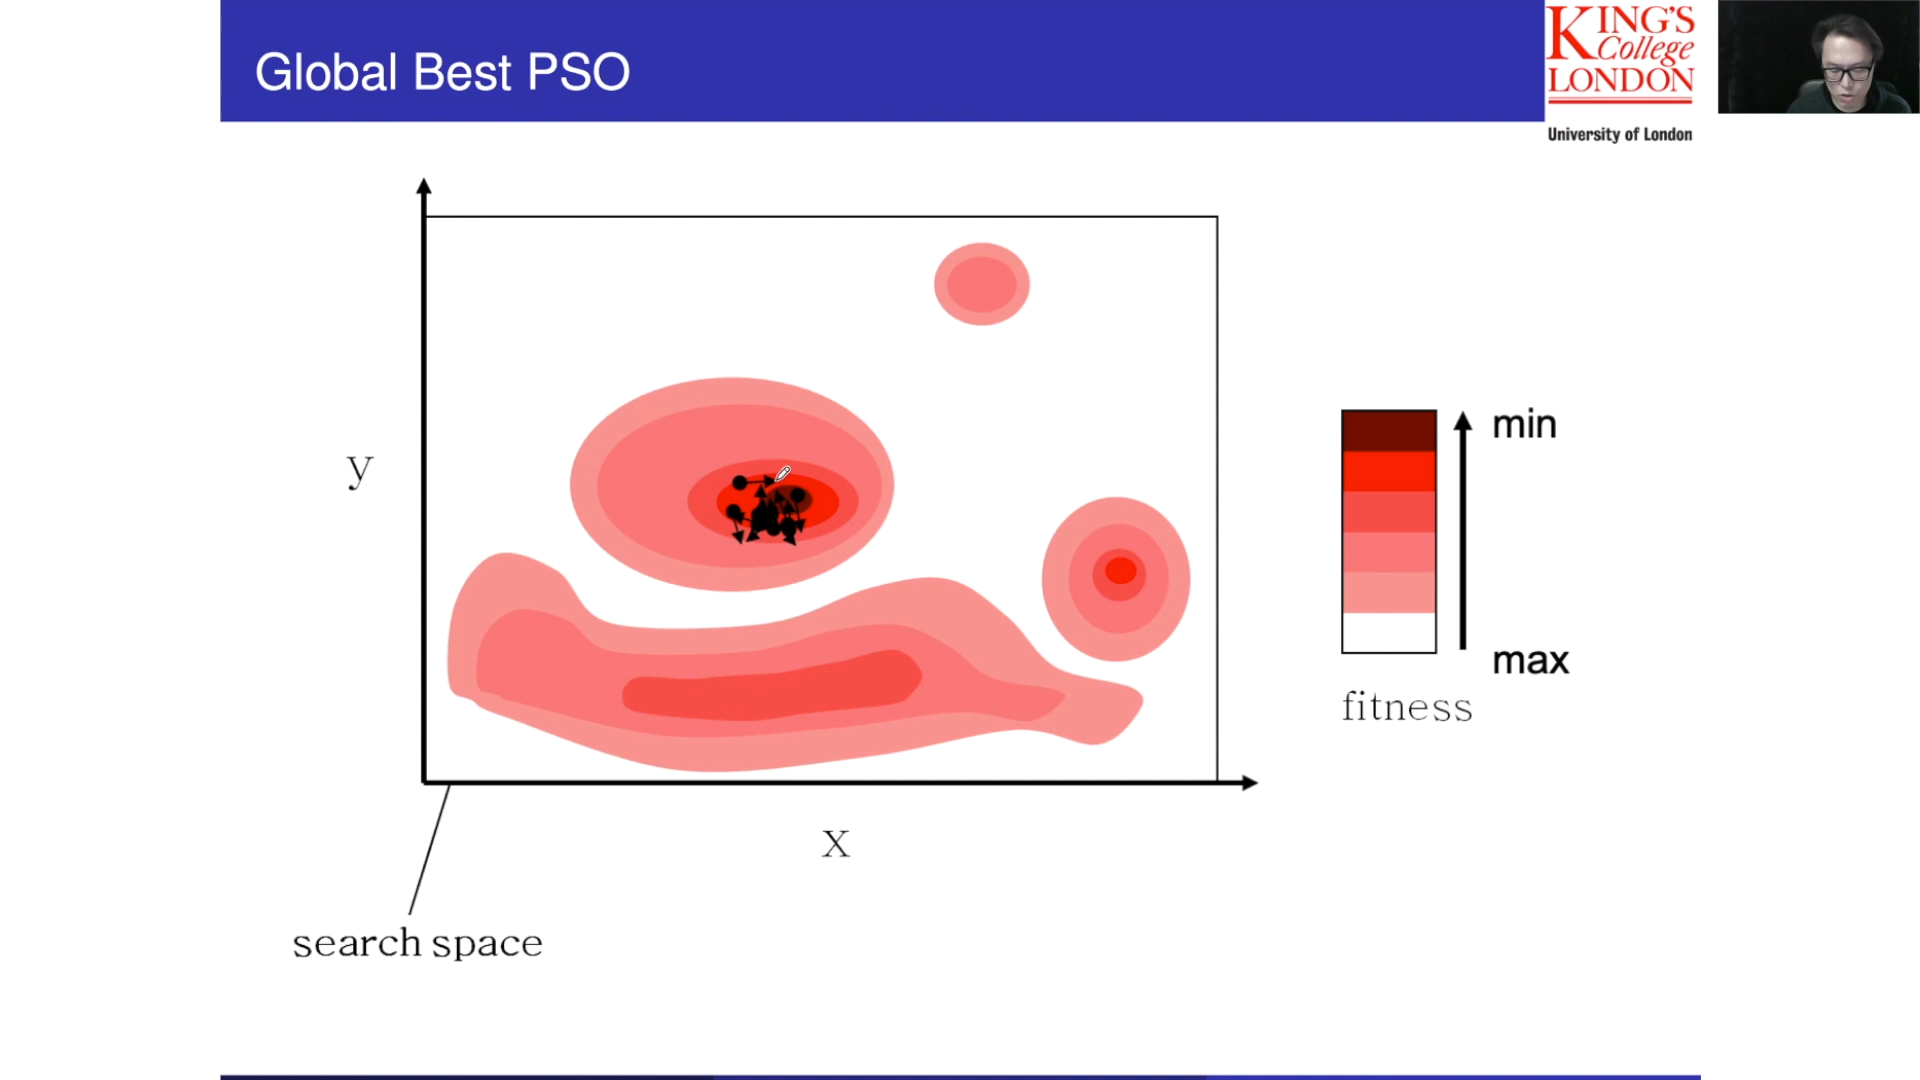 Global Best PSO
KING'S
College
LONDON
University of London
y
min
max
fitness
x
search space